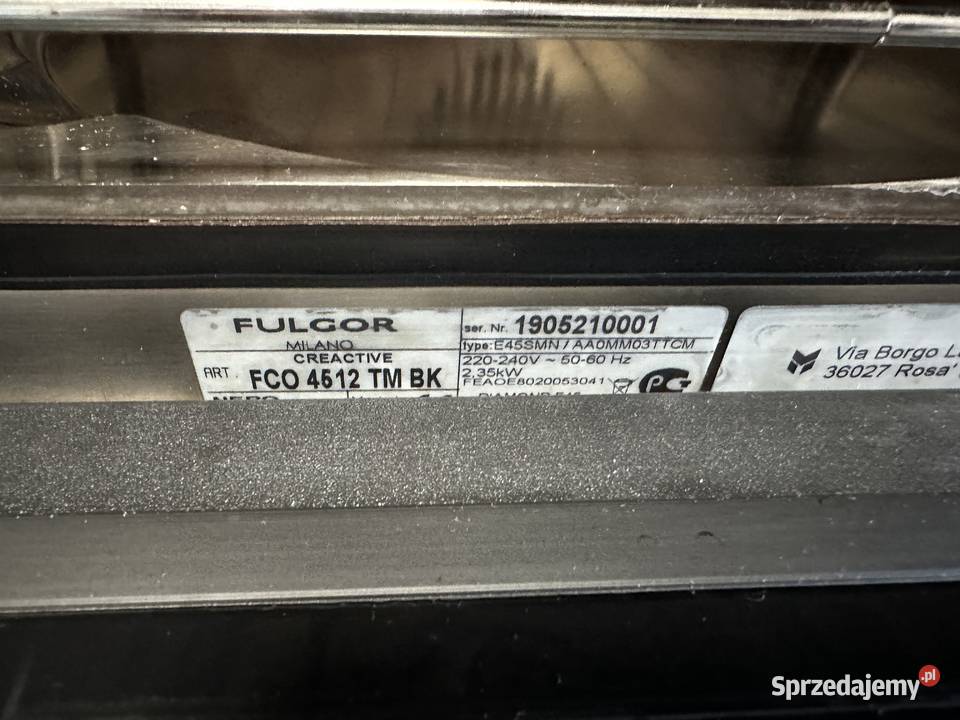 FULGOR
MILANO
CREACTIVE
ART. FCO 4512 TM BK
ser. Nr. 1905210001
type:E45SMN / AA0MM03TTCM
220-240V ~ 50-60 Hz
2,35kW
FEAOE8020053041
Via Borgo L
36027 Rosa'
Sprzedajemy.pl